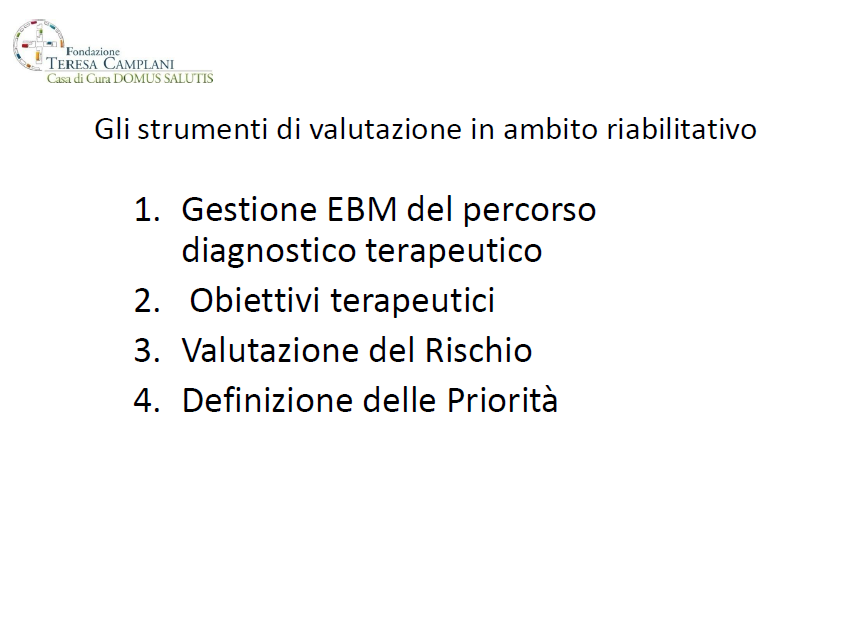 Fondazione
TERESA CAMPLANI
Casa di Cura DOMUS SALUTIS
Gli strumenti di valutazione in ambito riabilitativo
1. Gestione EBM del percorso
diagnostico terapeutico
2. Obiettivi terapeutici
3. Valutazione del Rischio
4. Definizione delle Priorità